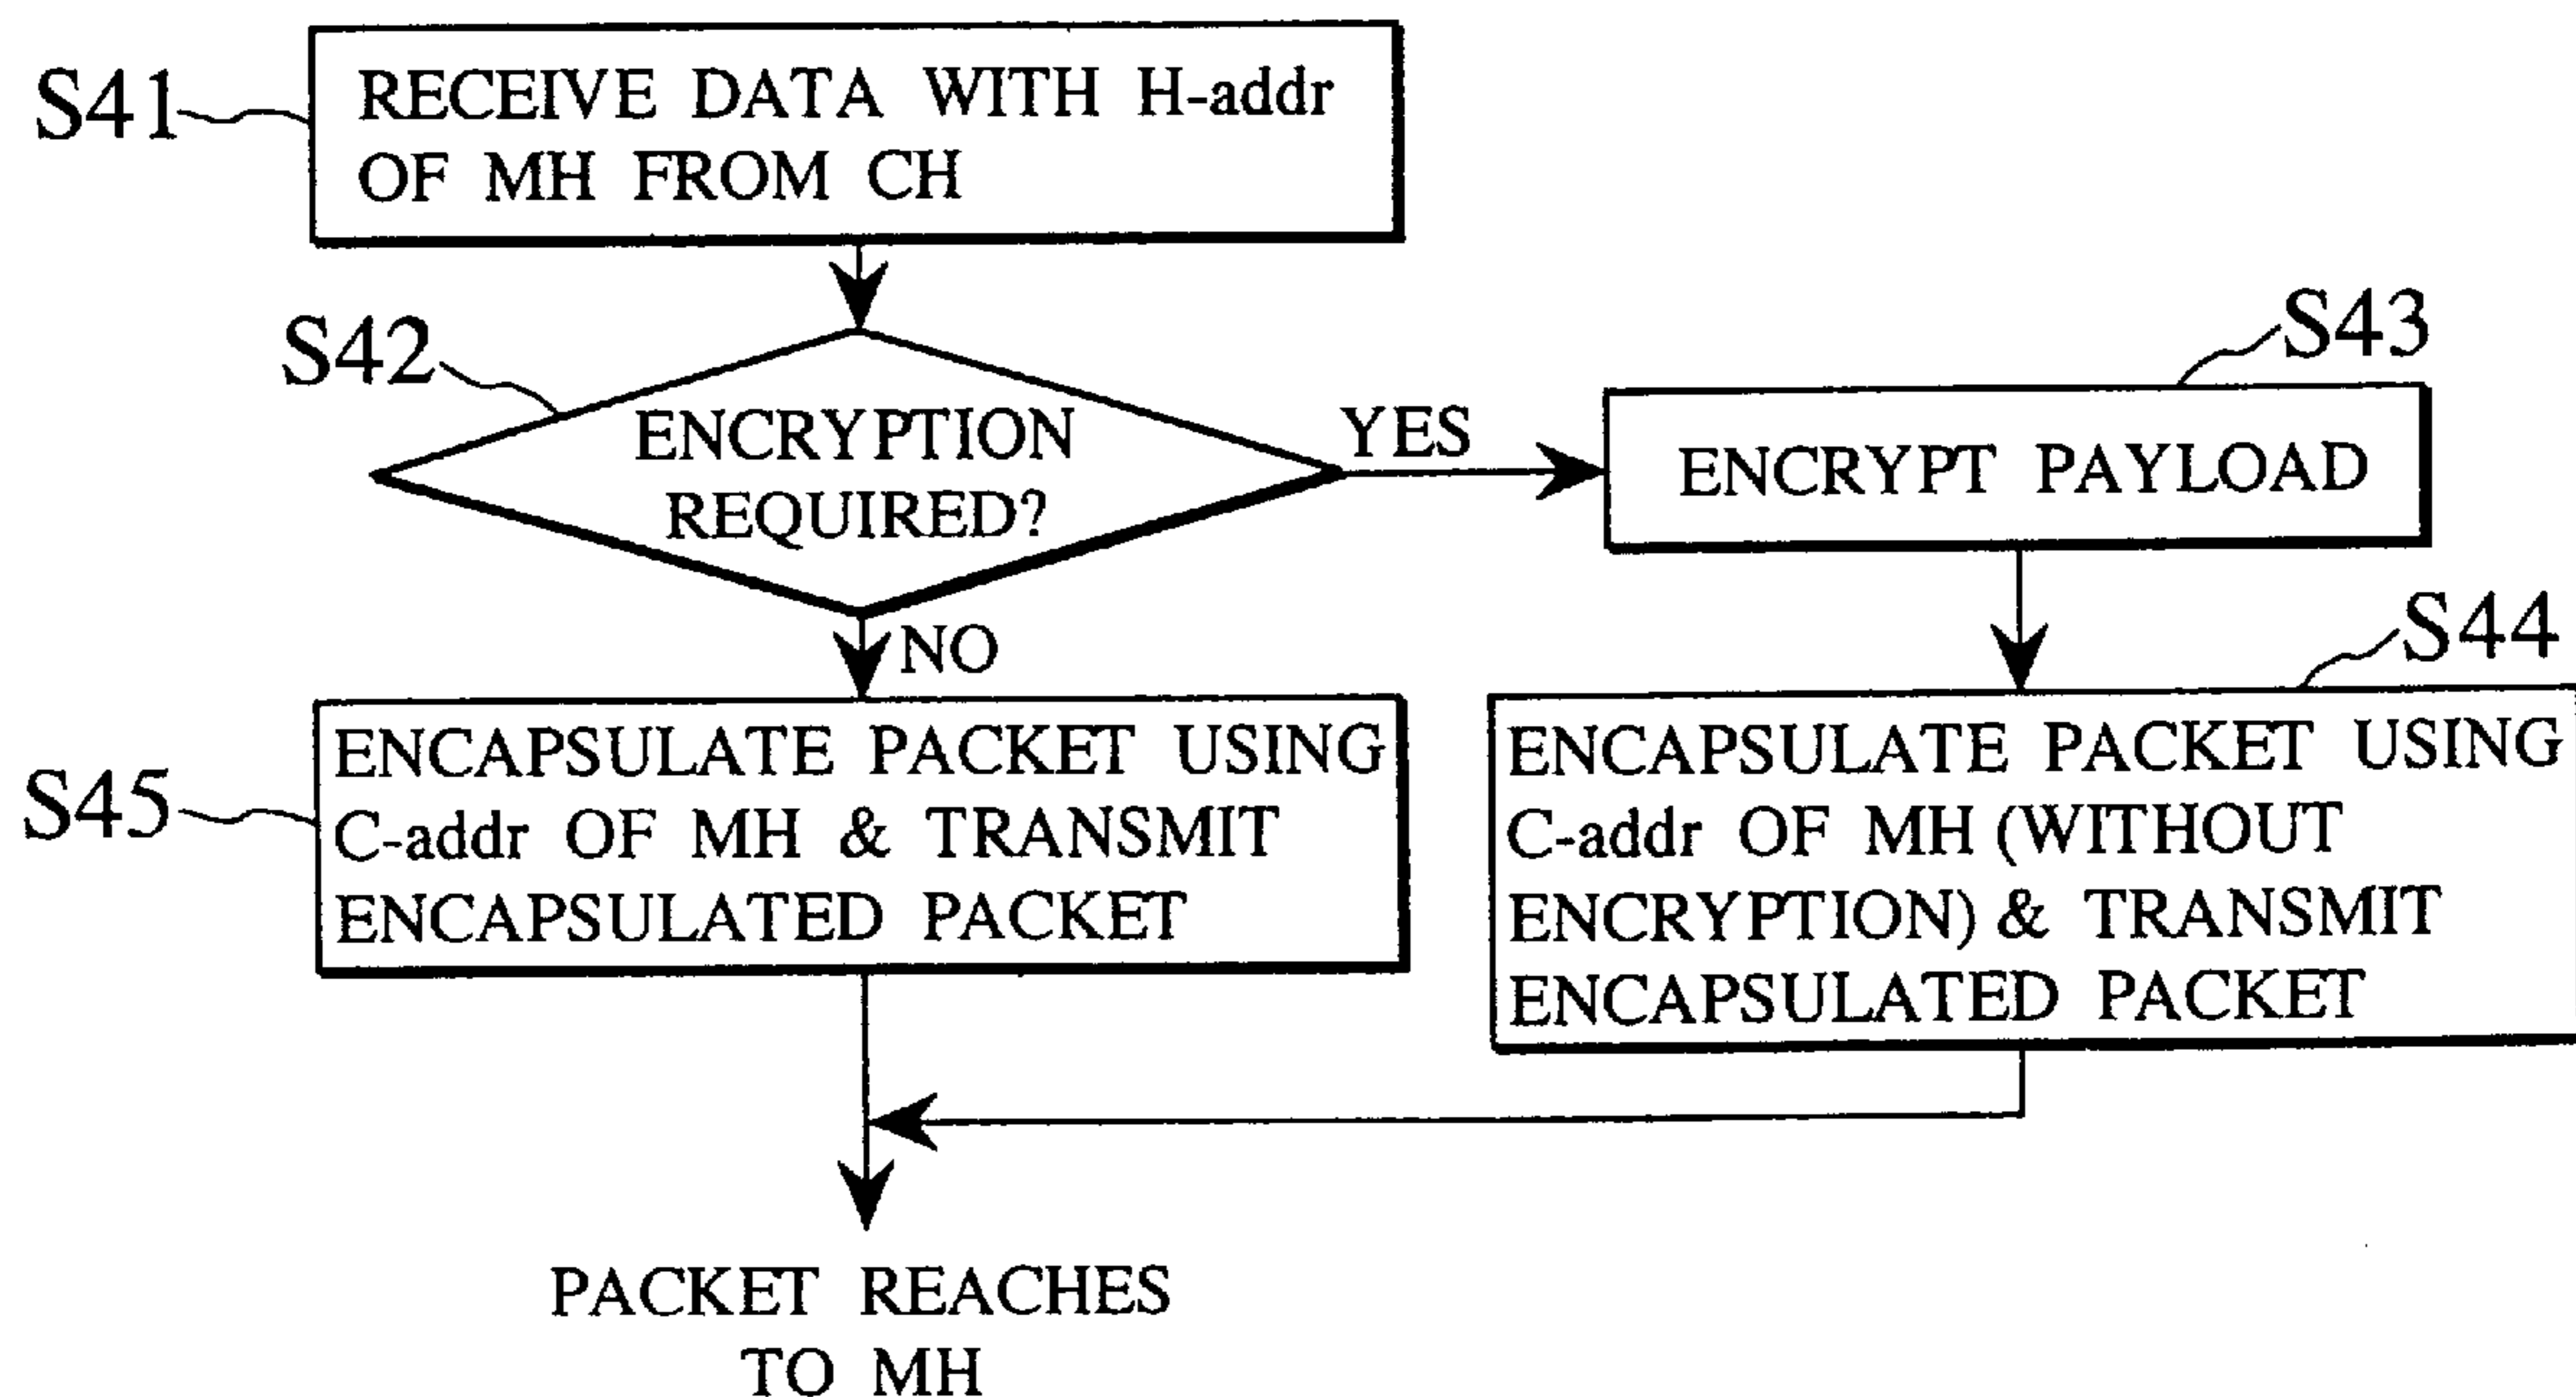 S41
RECEIVE DATA WITH H-addr
OF MH FROM CH
S42
ENCRYPTION
REQUIRED?
YES
S43
ENCRYPT PAYLOAD
NO
S44
ENCAPSULATE PACKET USING
C-addr OF MH (WITHOUT
ENCRYPTION) & TRANSMIT
ENCAPSULATED PACKET
S45
ENCAPSULATE PACKET USING
C-addr OF MH & TRANSMIT
ENCAPSULATED PACKET
PACKET REACHES
TO MH